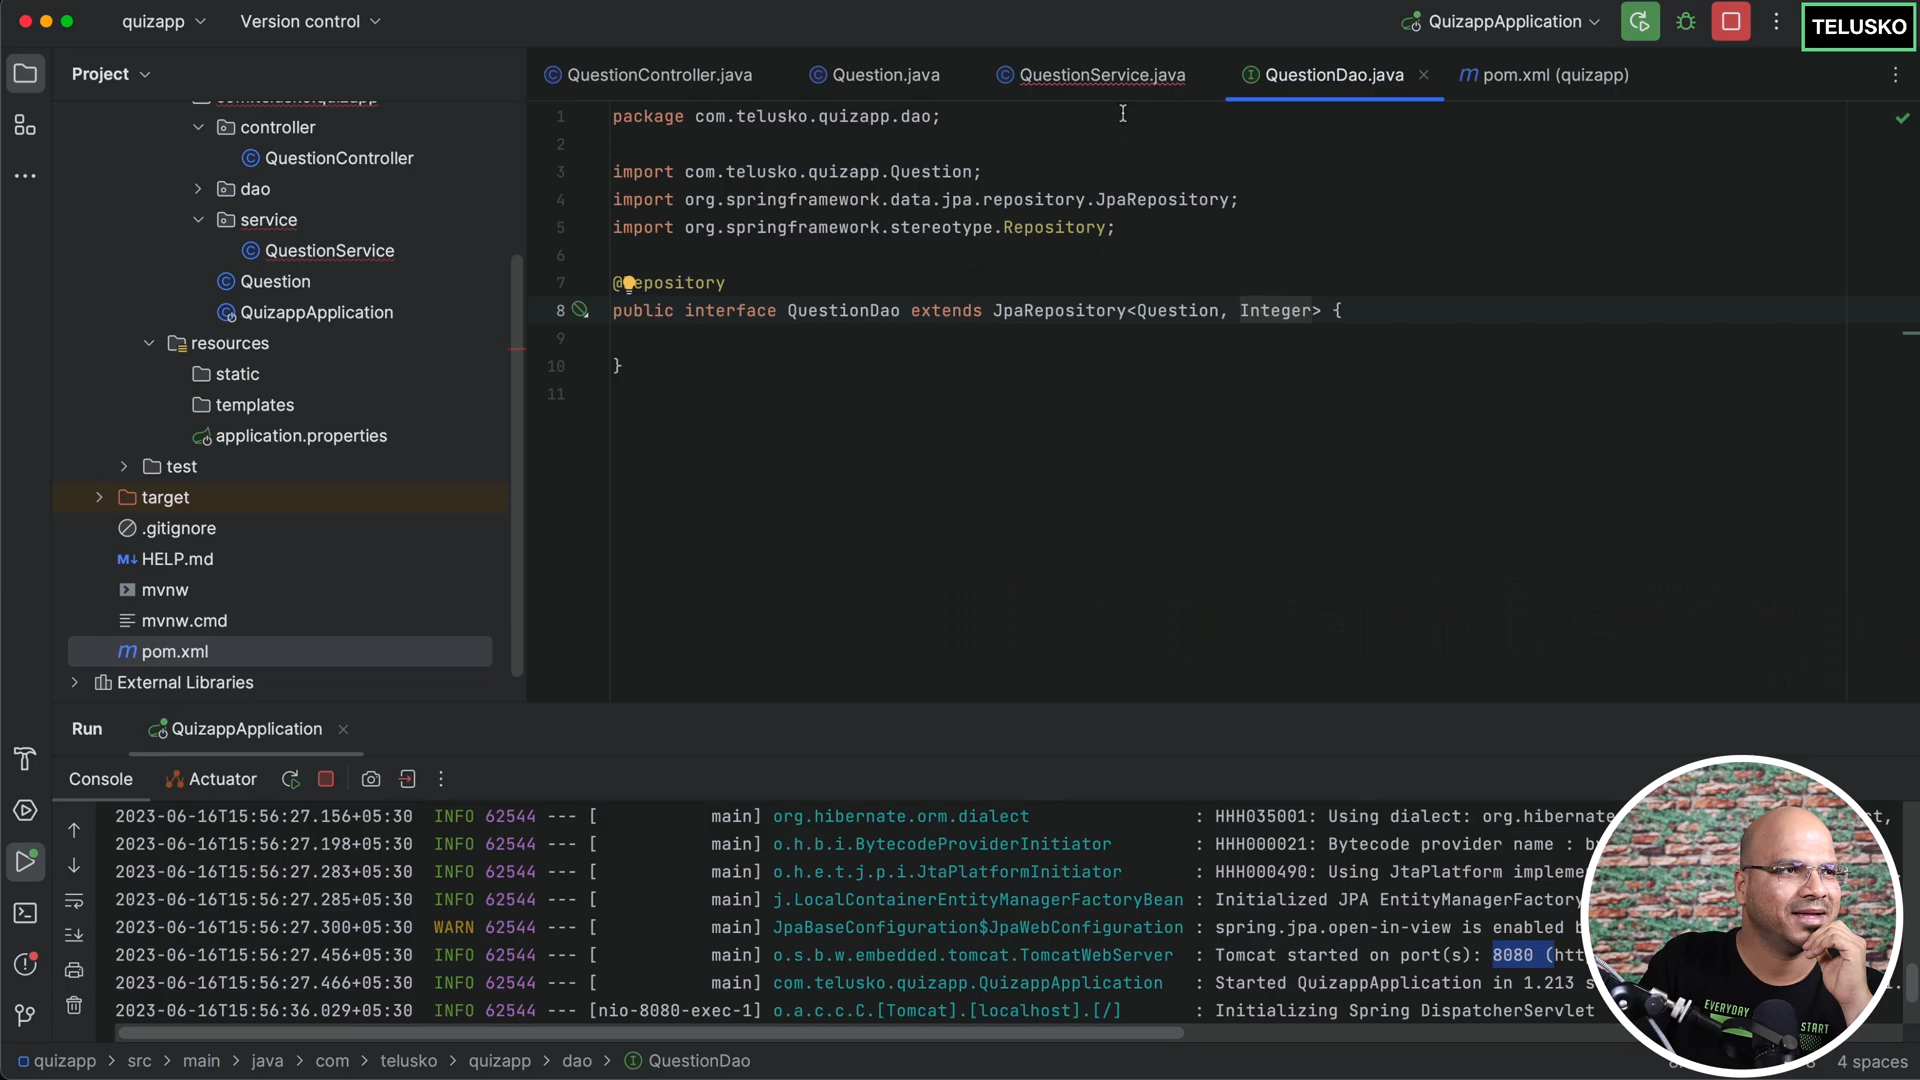 quizapp
Version control
QuizappApplication
TELUSKO
Project
QuestionController.java
Question.java
QuestionService.java
QuestionDao.java
pom.xml (quizapp)
com.telusko.quizapp
controller
QuestionController
dao
service
QuestionService
Question
QuizappApplication
resources
static
templates
application.properties
test
target
.gitignore
HELP.md
mvnw
mvnw.cmd
pom.xml
External Libraries
1 package com.telusko.quizapp.dao;
2
3 import com.telusko.quizapp.Question;
4 import org.springframework.data.jpa.repository.JpaRepository;
5 import org.springframework.stereotype.Repository;
6
7 @Repository
8 public interface QuestionDao extends JpaRepository<Question, Integer> {
9
10 }
11
Run
QuizappApplication
Console
Actuator
2023-06-16T15:56:27.156+05:30 INFO 62544 --- [ main] org.hibernate.orm.dialect : HHH035001: Using dialect: org.hibernate
2023-06-16T15:56:27.198+05:30 INFO 62544 --- [ main] o.h.b.i.BytecodeProviderInitiator : HHH000021: Bytecode provider name : b
2023-06-16T15:56:27.283+05:30 INFO 62544 --- [ main] o.h.e.t.j.p.i.JtaPlatformInitiator : HHH000490: Using JtaPlatform impleme
2023-06-16T15:56:27.285+05:30 INFO 62544 --- [ main] j.LocalContainerEntityManagerFactoryBean : Initialized JPA EntityManagerFactory
2023-06-16T15:56:27.300+05:30 WARN 62544 --- [ main] JpaBaseConfiguration$JpaWebConfiguration : spring.jpa.open-in-view is enabled b
2023-06-16T15:56:27.456+05:30 INFO 62544 --- [ main] o.s.b.w.embedded.tomcat.TomcatWebServer : Tomcat started on port(s): 8080 (htt
2023-06-16T15:56:27.466+05:30 INFO 62544 --- [ main] com.telusko.quizapp.QuizappApplication : Started QuizappApplication in 1.213 s
2023-06-16T15:56:36.029+05:30 INFO 62544 --- [nio-8080-exec-1] o.a.c.c.C.[Tomcat].[localhost].[/] : Initializing Spring DispatcherServlet
EVERYDAY
START
quizapp > src > main > java > com > telusko > quizapp > dao > QuestionDao
4 spaces